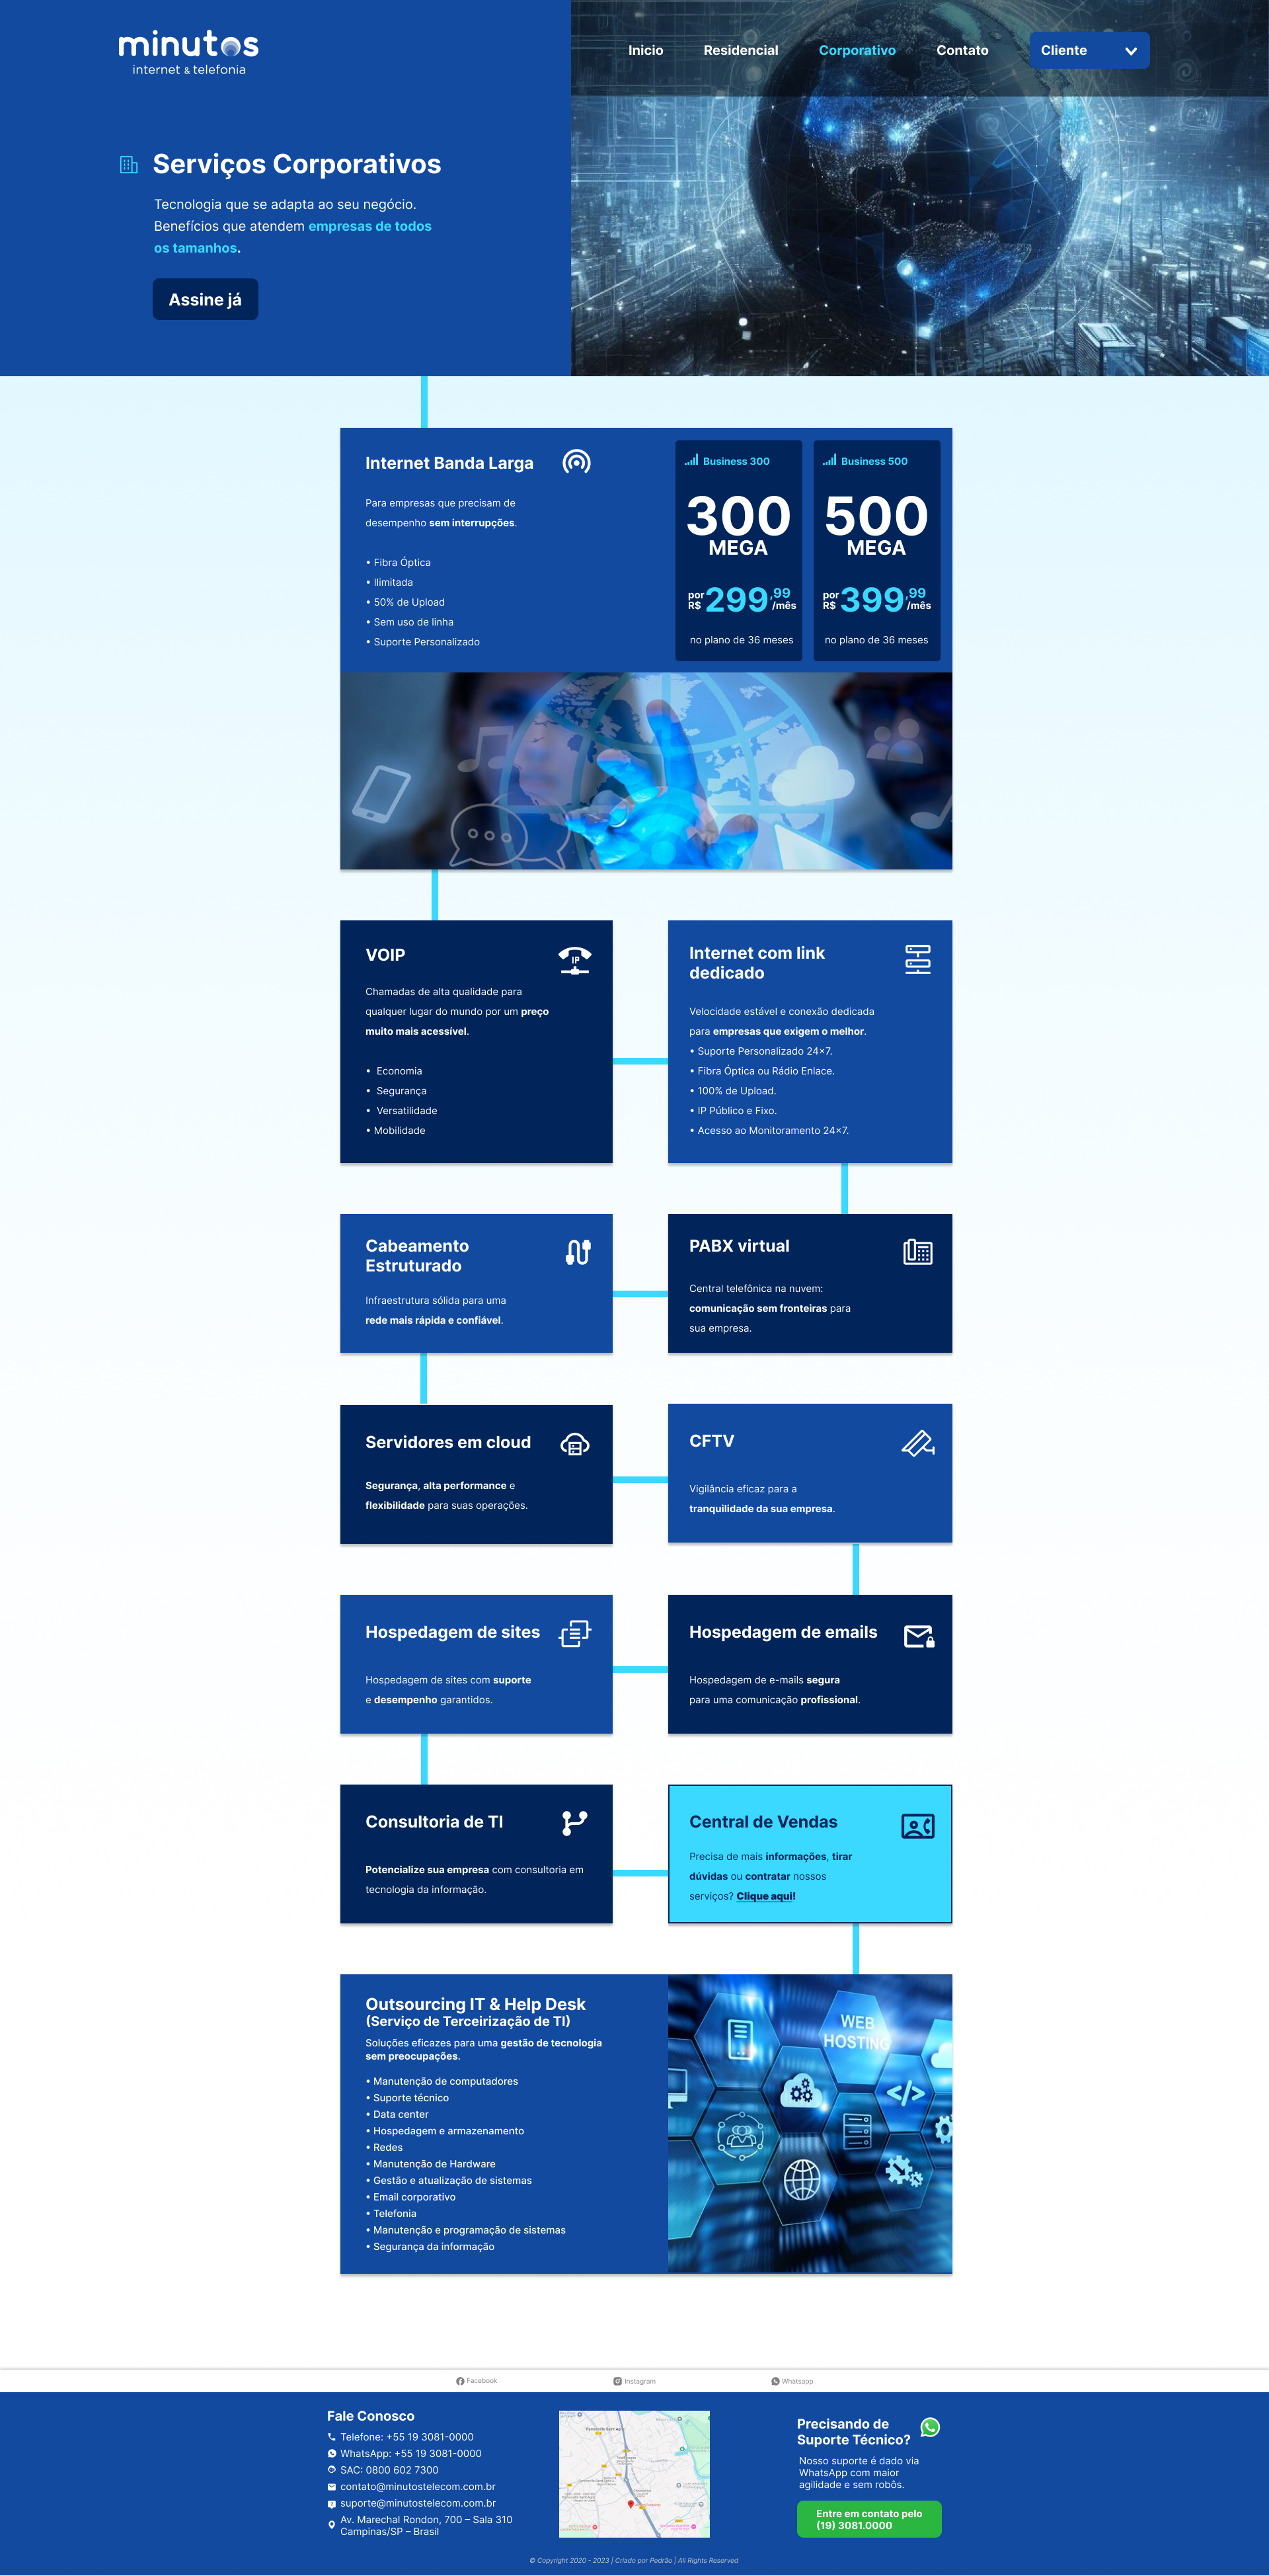 minutos
internet & telefonia
Inicio
Residencial
Corporativo
Contato
Cliente
Serviços Corporativos
Tecnologia que se adapta ao seu negócio.
Benefícios que atendem empresas de todos
os tamanhos.
Assine já
Internet Banda Larga
Para empresas que precisam de
desempenho sem interrupções.
• Fibra Óptica
• Ilimitada
• 50% de Upload
• Sem uso de linha
• Suporte Personalizado
Business 300
300
MEGA
por
R$ 299,99
/mês
no plano de 36 meses
Business 500
500
MEGA
por
R$ 399,99
/mês
no plano de 36 meses
VOIP
IP
Chamadas de alta qualidade para
qualquer lugar do mundo por um preço
muito mais acessível.
• Economia
• Segurança
• Versatilidade
• Mobilidade
Internet com link
dedicado
Velocidade estável e conexão dedicada
para empresas que exigem o melhor.
• Suporte Personalizado 24×7.
• Fibra Óptica ou Rádio Enlace.
• 100% de Upload.
• IP Público e Fixo.
• Acesso ao Monitoramento 24×7.
Cabeamento
Estruturado
Infraestrutura sólida para uma
rede mais rápida e confiável.
PABX virtual
Central telefônica na nuvem:
comunicação sem fronteiras para
sua empresa.
Servidores em cloud
Segurança, alta performance e
flexibilidade para suas operações.
CFTV
Vigilância eficaz para a
tranquilidade da sua empresa.
Hospedagem de sites
Hospedagem de sites com suporte
e desempenho garantidos.
Hospedagem de emails
Hospedagem de e-mails segura
para uma comunicação profissional.
Consultoria de TI
Potencialize sua empresa com consultoria em
tecnologia da informação.
Central de Vendas
Precisa de mais informações, tirar
dúvidas ou contratar nossos
serviços? Clique aqui!
Outsourcing IT & Help Desk
(Serviço de Terceirização de TI)
Soluções eficazes para uma gestão de tecnologia
sem preocupações.
• Manutenção de computadores
• Suporte técnico
• Data center
• Hospedagem e armazenamento
• Redes
• Manutenção de Hardware
• Gestão e atualização de sistemas
• Email corporativo
• Telefonia
• Manutenção e programação de sistemas
• Segurança da informação
WEB
HOSTING
</>
Facebook
Instagram
Whatsapp
Fale Conosco
Telefone: +55 19 3081-0000
WhatsApp: +55 19 3081-0000
SAC: 0800 602 7300
contato@minutostelecom.com.br
suporte@minutostelecom.com.br
Av. Marechal Rondon, 700 – Sala 310
Campinas/SP – Brasil
Precisando de
Suporte Técnico?
Nosso suporte é dado via
WhatsApp com maior
agilidade e sem robôs.
Entre em contato pelo
(19) 3081.0000
© Copyright 2020 - 2023 | Criado por Pedrão | All Rights Reserved